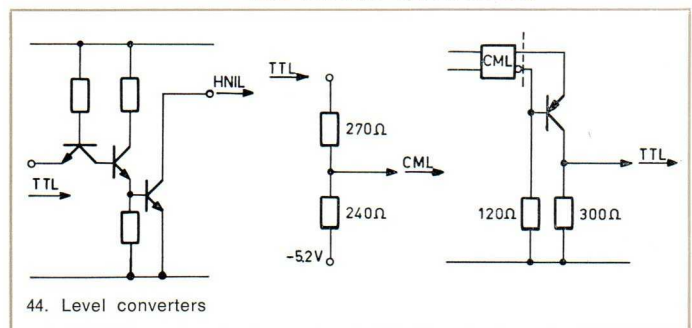 HNIL
TTL
TTL
270Ω
CML
240Ω
-5.2V
CML
TTL
120Ω
300Ω
44. Level converters